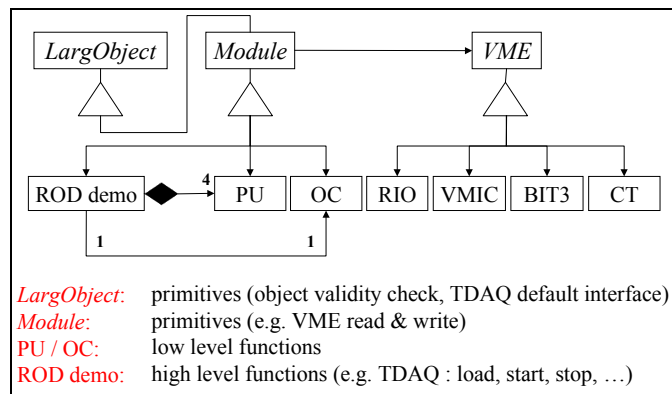 LargObject Module VME
ROD demo 4 PU OC RIO VMIC BIT3 CT
1 1
LargObject: primitives (object validity check, TDAQ default interface)
Module: primitives (e.g. VME read & write)
PU / OC: low level functions
ROD demo: high level functions (e.g. TDAQ : load, start, stop, …)